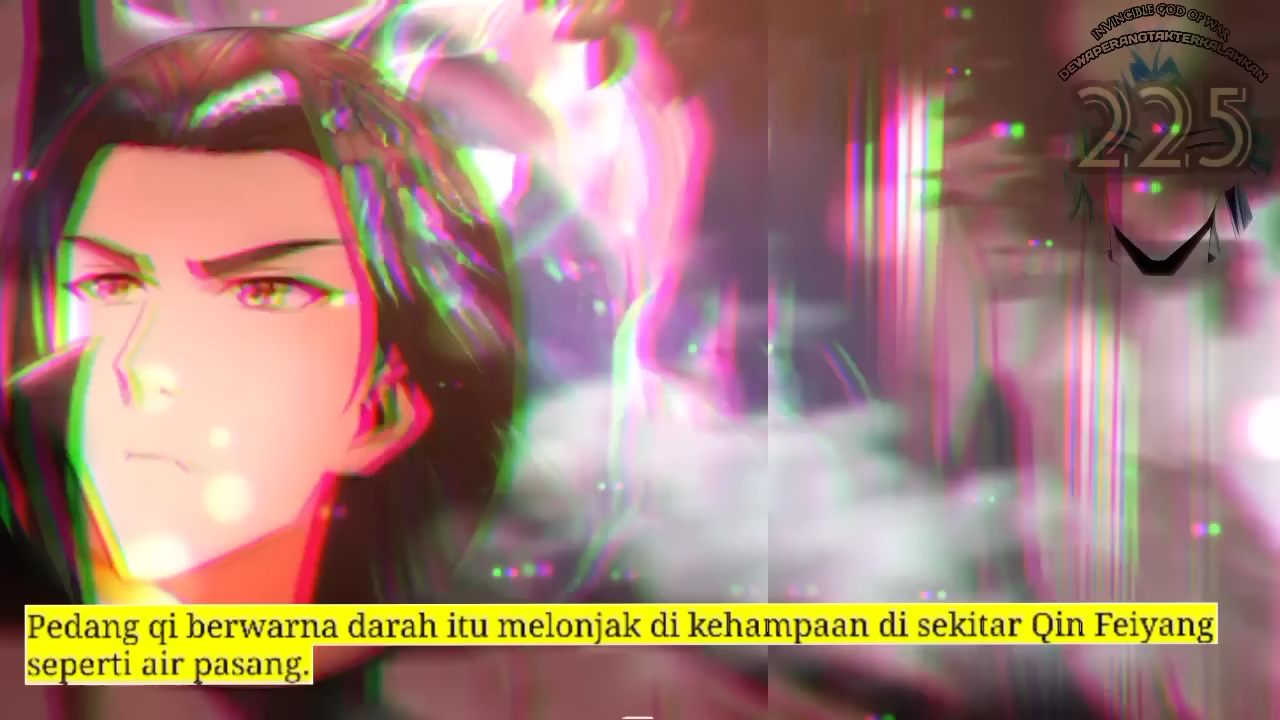 INVINCIBLE GOD OF WAR
DEWAPERANGTAKTERKALAHKAN
225
Pedang qi berwarna darah itu melonjak di kehampaan di sekitar Qin Feiyang
seperti air pasang.